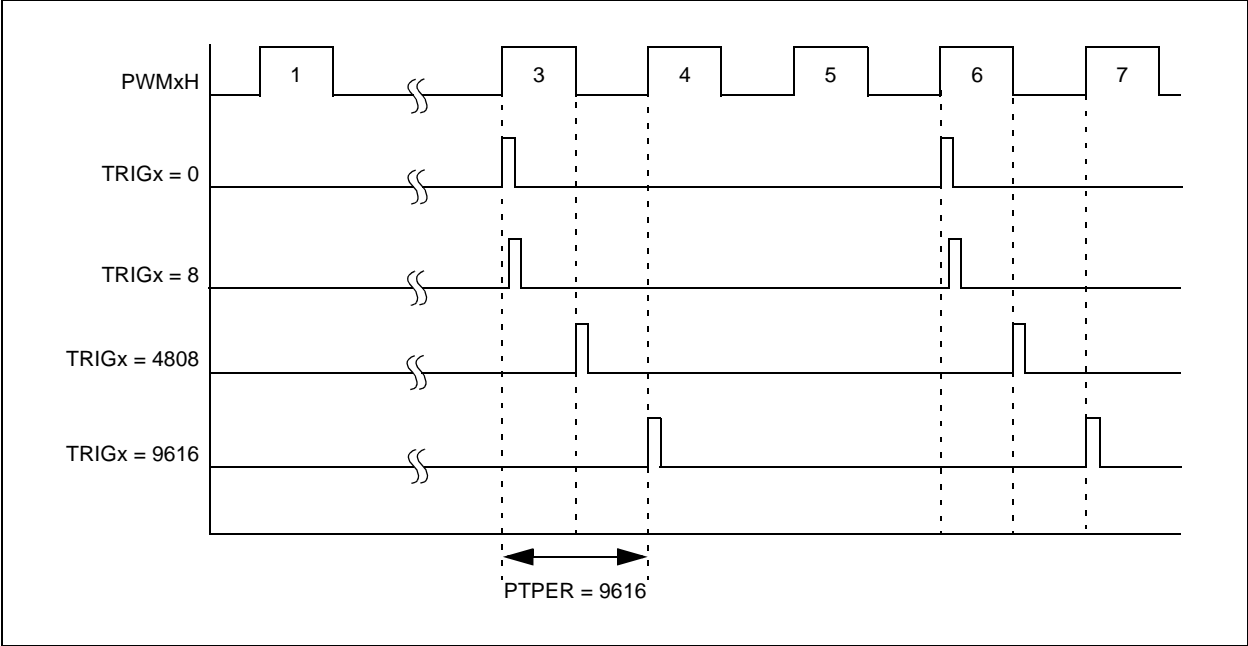 PWMxH
1
3
4
5
6
7
TRIGx = 0
TRIGx = 8
TRIGx = 4808
TRIGx = 9616
PTPER = 9616